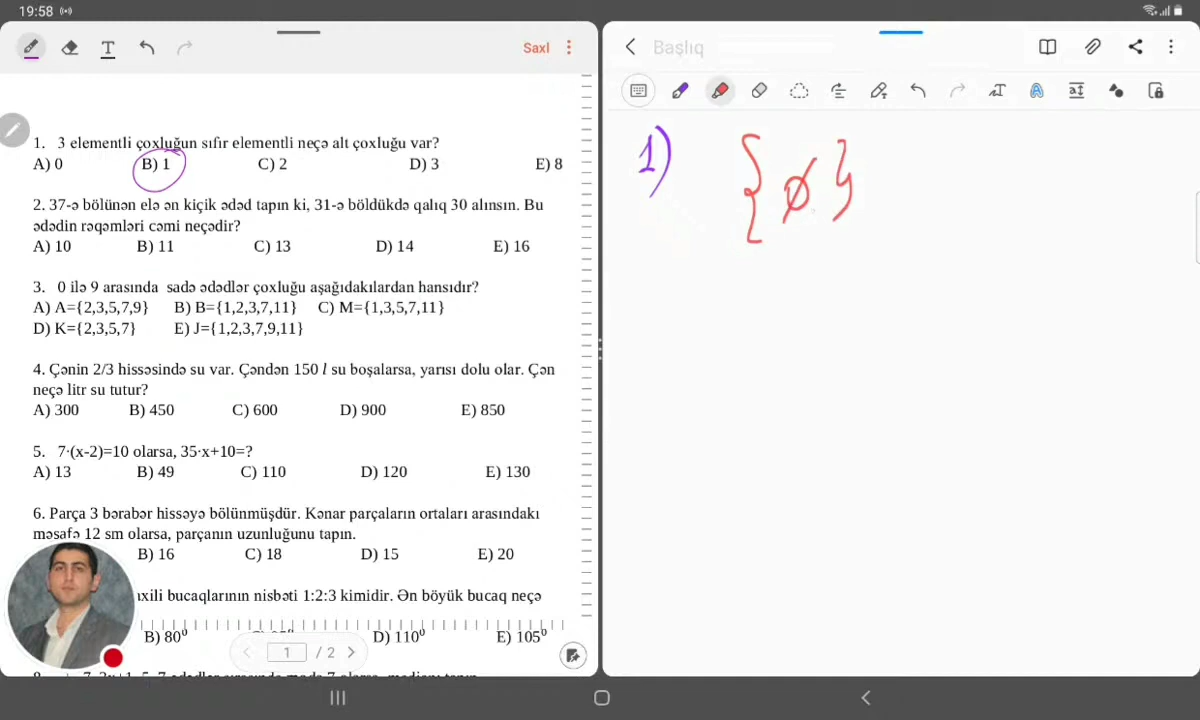 19:58
Saxl
1. 3 elementli çoxluğun sıfır elementli neçə alt çoxluğu var?
A) 0 B) 1 C) 2 D) 3 E) 8
2. 37-ə bölünən elə ən kiçik ədəd tapın ki, 31-ə böldükdə qalıq 30 alınsın. Bu
ədədin rəqəmləri cəmi neçədir?
A) 10 B) 11 C) 13 D) 14 E) 16
3. 0 ilə 9 arasında sadə ədədlər çoxluğu aşağıdakılardan hansıdır?
A) A={2,3,5,7,9} B) B={1,2,3,7,11} C) M={1,3,5,7,11}
D) K={2,3,5,7} E) J={1,2,3,7,9,11}
4. Çənin 2/3 hissəsində su var. Çəndən 150 l su boşalarsa, yarısı dolu olar. Çən
neçə litr su tutur?
A) 300 B) 450 C) 600 D) 900 E) 850
5. 7·(x-2)=10 olarsa, 35·x+10=?
A) 13 B) 49 C) 110 D) 120 E) 130
6. Parça 3 bərabər hissəyə bölünmüşdür. Kənar parçaların ortaları arasındakı
məsafə 12 sm olarsa, parçanın uzunluğunu tapın.
B) 16 C) 18 D) 15 E) 20
bucaqlarının nisbəti 1:2:3 kimidir. Ən böyük bucaq neçə
B) 80⁰ D) 110⁰ E) 105⁰
1 / 2
Başlıq
1) {∅}